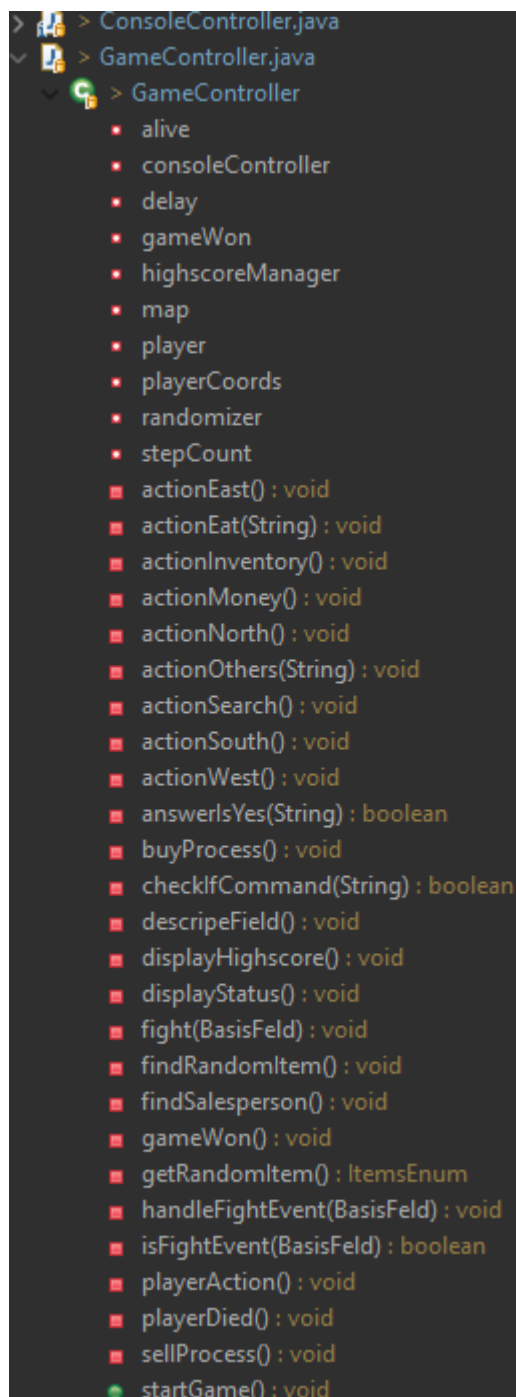 > ConsoleController.java
> GameController.java
> GameController
alive
consoleController
delay
gameWon
highscoreManager
map
player
playerCoords
randomizer
stepCount
actionEast() : void
actionEat(String) : void
actionInventory() : void
actionMoney() : void
actionNorth() : void
actionOthers(String) : void
actionSearch() : void
actionSouth() : void
actionWest() : void
answerIsYes(String) : boolean
buyProcess() : void
checkIfCommand(String) : boolean
descripeField() : void
displayHighscore() : void
displayStatus() : void
fight(BasisFeld) : void
findRandomItem() : void
findSalesperson() : void
gameWon() : void
getRandomItem() : ItemsEnum
handleFightEvent(BasisFeld) : void
isFightEvent(BasisFeld) : boolean
playerAction() : void
playerDied() : void
sellProcess() : void
startGame() : void